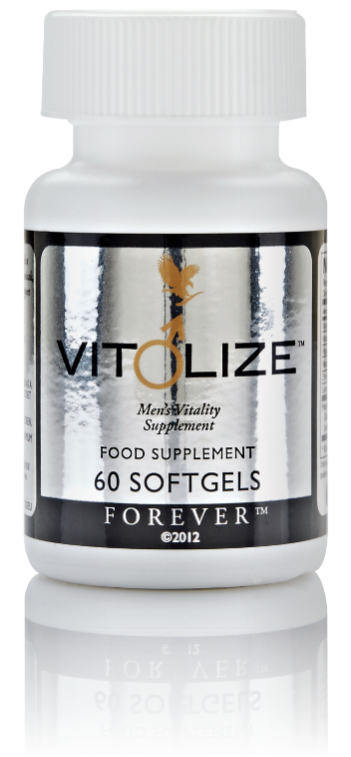 VITOLIZE™
Men's Vitality
Supplement
FOOD SUPPLEMENT
60 SOFTGELS
FOREVER™
©2012